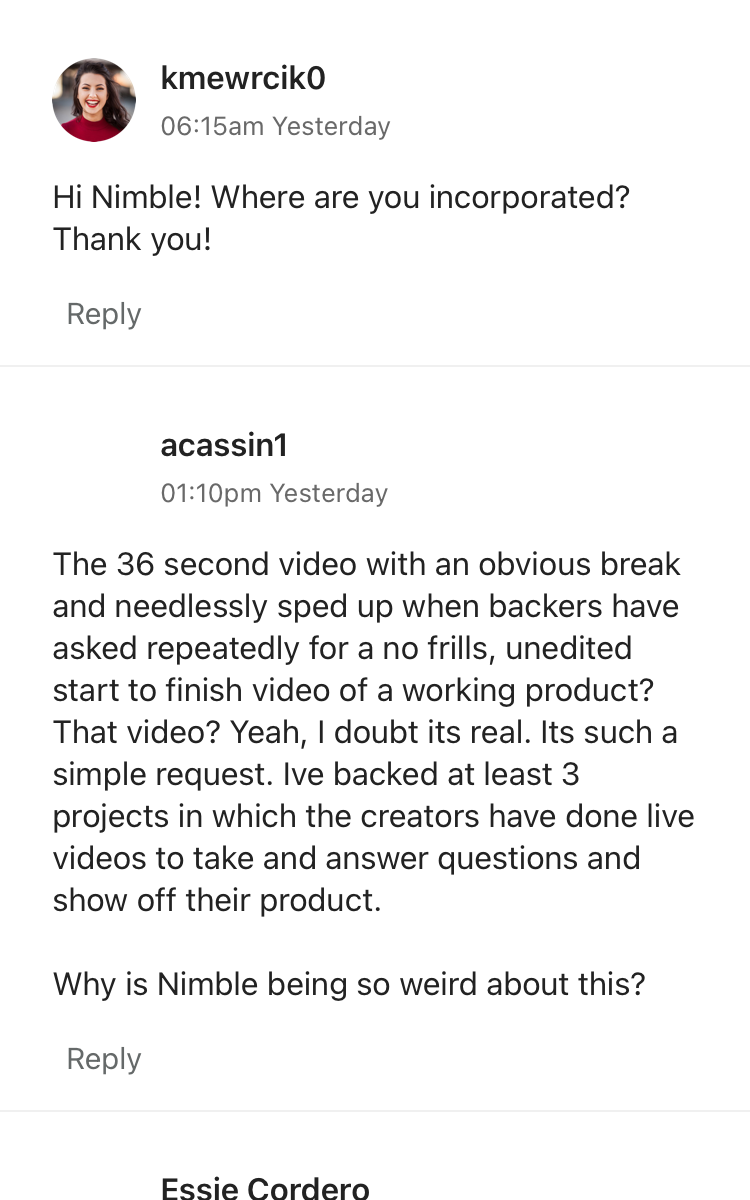 kmewrcik0
06:15am Yesterday
Hi Nimble! Where are you incorporated?
Thank you!
Reply
acassin1
01:10pm Yesterday
The 36 second video with an obvious break
and needlessly sped up when backers have
asked repeatedly for a no frills, unedited
start to finish video of a working product?
That video? Yeah, I doubt its real. Its such a
simple request. Ive backed at least 3
projects in which the creators have done live
videos to take and answer questions and
show off their product.
Why is Nimble being so weird about this?
Reply
Essie Cordero